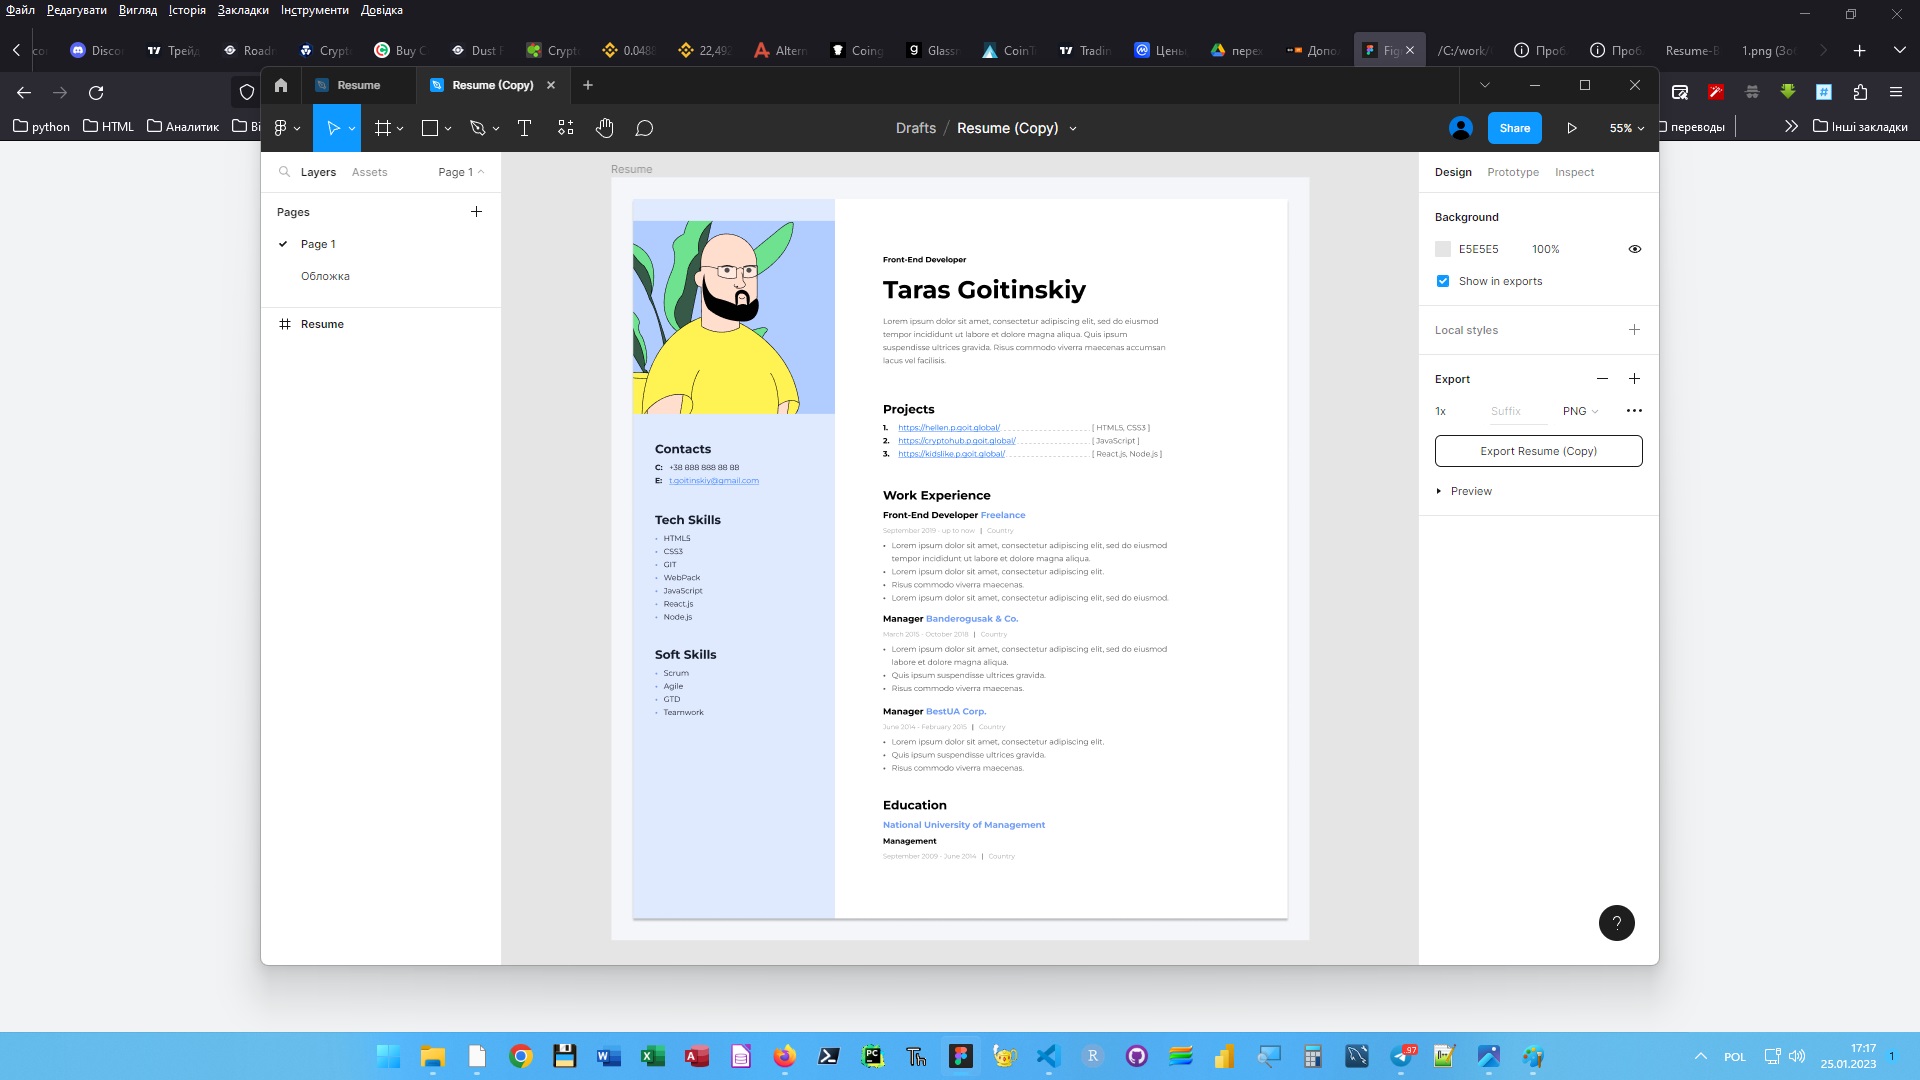 Файл Редагувати Вигляд Історія Закладки Інструменти Довідка
Disco Трейд Roadm Crypto Buy C Dust F Crypto 0.0488 22,492 Altern Coing Glassn CoinT Tradin Цень перех Допо Fig /C:/work/ Проб Проб Resume-B 1.png (Зоб
Resume
Resume (Copy)
python HTML Аналитик Bi
переводы
Інші закладки
Drafts / Resume (Copy)
Share
55%
Layers Assets Page 1
Pages
Page 1
Обложка
Resume
Resume
Contacts
C: +38 888 888 88 88
E: t.goitinskiy@gmail.com
Tech Skills
• HTML5
• CSS3
• GIT
• WebPack
• JavaScript
• React.js
• Node.js
Soft Skills
• Scrum
• Agile
• GTD
• Teamwork
Front-End Developer
Taras Goitinskiy
Lorem ipsum dolor sit amet, consectetur adipiscing elit, sed do eiusmod
tempor incididunt ut labore et dolore magna aliqua. Quis ipsum
suspendisse ultrices gravida. Risus commodo viverra maecenas accumsan
lacus vel facilisis.
Projects
1. https://hellen.p.goit.global/ [ HTML5, CSS3 ]
2. https://cryptohub.p.goit.global/ [ JavaScript ]
3. https://kidslike.p.goit.global/ [ React.js, Node.js ]
Work Experience
Front-End Developer Freelance
September 2019 - up to now | Country
• Lorem ipsum dolor sit amet, consectetur adipiscing elit, sed do eiusmod
tempor incididunt ut labore et dolore magna aliqua.
• Lorem ipsum dolor sit amet, consectetur adipiscing elit.
• Risus commodo viverra maecenas.
• Lorem ipsum dolor sit amet, consectetur adipiscing elit, sed do eiusmod.
Manager Banderogusak & Co.
March 2015 - October 2018 | Country
• Lorem ipsum dolor sit amet, consectetur adipiscing elit, sed do eiusmod
labore et dolore magna aliqua.
• Quis ipsum suspendisse ultrices gravida.
• Risus commodo viverra maecenas.
Manager BestUA Corp.
June 2014 - February 2015 | Country
• Lorem ipsum dolor sit amet, consectetur adipiscing elit.
• Quis ipsum suspendisse ultrices gravida.
• Risus commodo viverra maecenas.
Education
National University of Management
Management
September 2009 - June 2014 | Country
Design Prototype Inspect
Background
E5E5E5 100%
Show in exports
Local styles
Export
1x Suffix PNG
Export Resume (Copy)
Preview
?
97
POL
17:17
25.01.2023
1